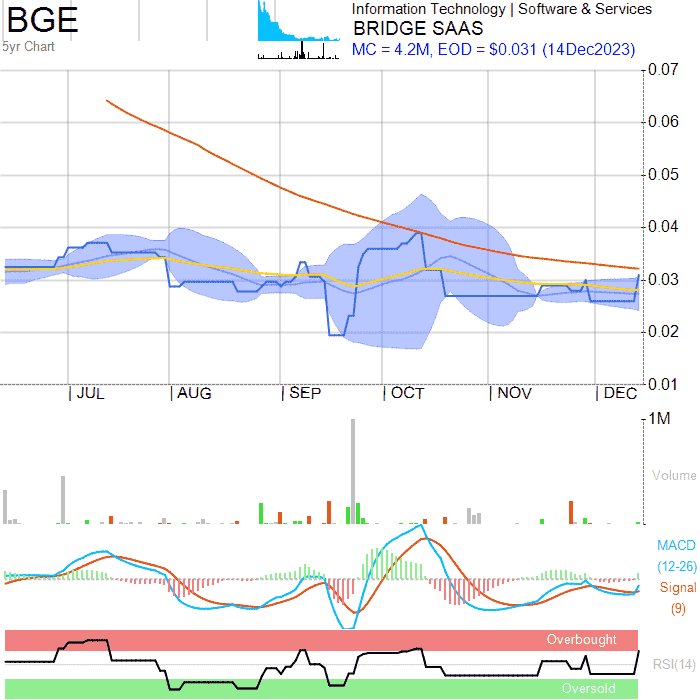 BGE
5yr Chart
Information Technology | Software & Services
BRIDGE SAAS
MC = 4.2M, EOD = $0.031 (14Dec2023)
0.07
0.06
0.05
0.04
0.03
0.02
0.01
JUL
AUG
SEP
OCT
NOV
DEC
1M
Volume
MACD
(12-26)
Signal
(9)
Overbought
RSI(14)
Oversold